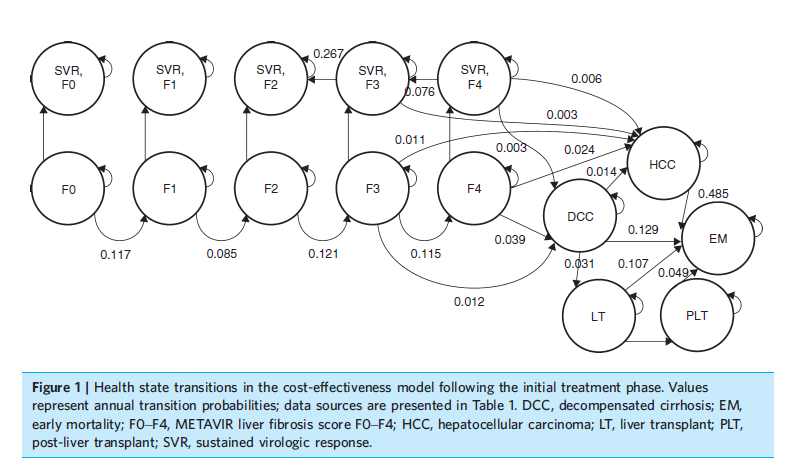 SVR, F0
SVR, F1
SVR, F2
0.267
SVR, F3
0.076
SVR, F4
0.006
0.003
0.011
0.003
0.024
HCC
0.014
F0
F1
F2
F3
F4
0.485
DCC
0.129
EM
0.117
0.085
0.121
0.115
0.039
0.031
0.107
0.049
0.012
LT
PLT
Figure 1 | Health state transitions in the cost-effectiveness model following the initial treatment phase. Values
represent annual transition probabilities; data sources are presented in Table 1. DCC, decompensated cirrhosis; EM,
early mortality; F0–F4, METAVIR liver fibrosis score F0–F4; HCC, hepatocellular carcinoma; LT, liver transplant; PLT,
post-liver transplant; SVR, sustained virologic response.